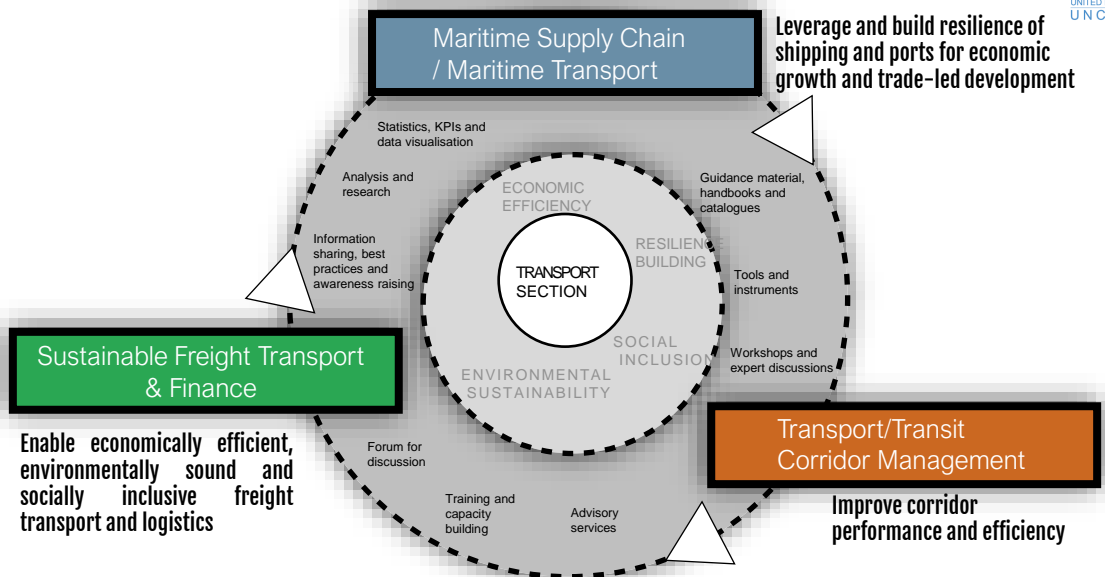 UNITED
UNC
Maritime Supply Chain
/ Maritime Transport
Leverage and build resilience of
shipping and ports for economic
growth and trade-led development
Statistics, KPIs and
data visualisation
Analysis and
research
Information
sharing, best
practices and
awareness raising
ECONOMIC
EFFICIENCY
RESILIENCE
BUILDING
TRANSPORT
SECTION
SOCIAL
INCLUSION
ENVIRONMENTAL
SUSTAINABILITY
Guidance material,
handbooks and
catalogues
Tools and
instruments
Workshops and
expert discussions
Sustainable Freight Transport
& Finance
Enable economically efficient,
environmentally sound and
socially inclusive freight
transport and logistics
Transport/Transit
Corridor Management
Improve corridor
performance and efficiency
Forum for
discussion
Training and
capacity
building
Advisory
services